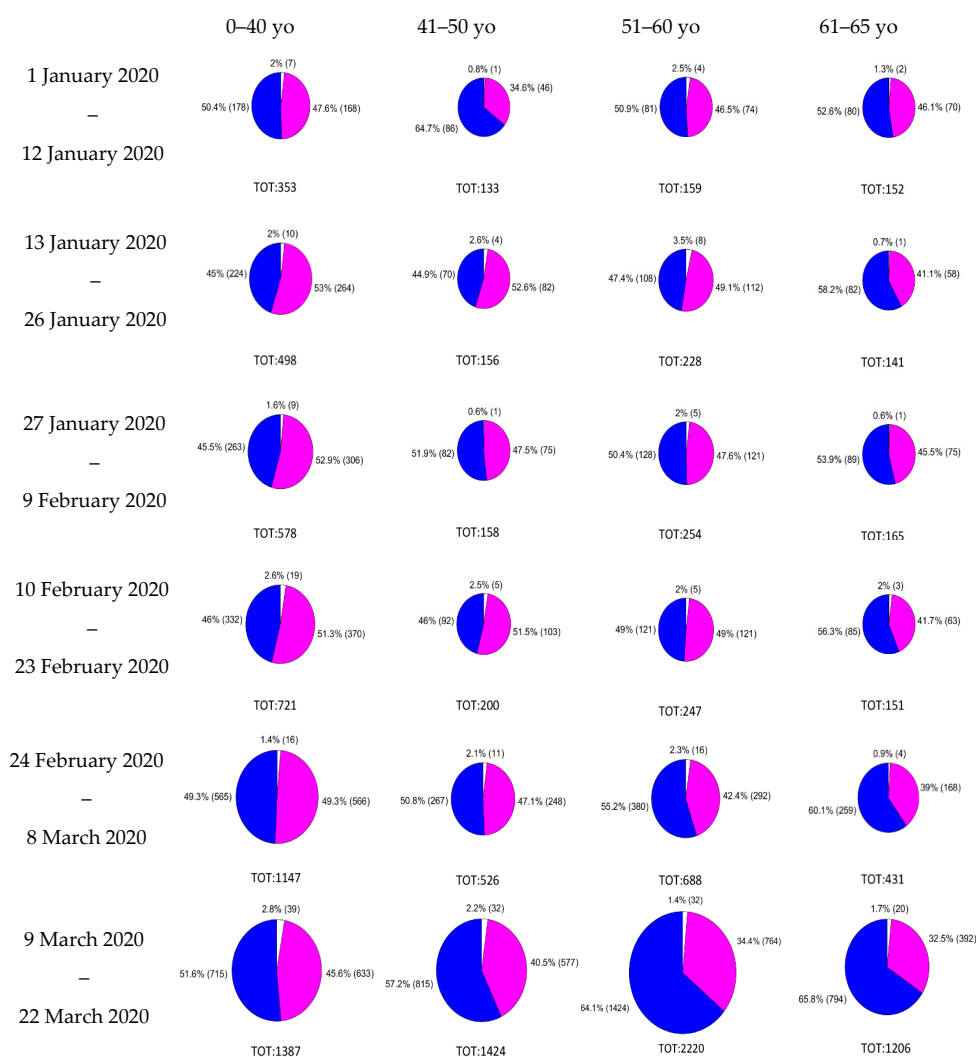 0–40 yo 41–50 yo 51–60 yo 61–65 yo
1 January 2020
–
12 January 2020
2% (7)
50.4% (178) 47.6% (168)
TOT:353
0.8% (1)
34.6% (46)
64.7% (86)
TOT:133
2.5% (4)
50.9% (81) 46.5% (74)
TOT:159
1.3% (2)
52.6% (80) 46.1% (70)
TOT:152
13 January 2020
–
26 January 2020
2% (10)
45% (224) 53% (264)
TOT:498
2.6% (4)
44.9% (70) 52.6% (82)
TOT:156
3.5% (8)
47.4% (108) 49.1% (112)
TOT:228
0.7% (1)
41.1% (58)
58.2% (82)
TOT:141
27 January 2020
–
9 February 2020
1.6% (9)
45.5% (263) 52.9% (306)
TOT:578
0.6% (1)
51.9% (82) 47.5% (75)
TOT:158
2% (5)
50.4% (128) 47.6% (121)
TOT:254
0.6% (1)
53.9% (89) 45.5% (75)
TOT:165
10 February 2020
–
23 February 2020
2.6% (19)
46% (332) 51.3% (370)
TOT:721
2.5% (5)
46% (92) 51.5% (103)
TOT:200
2% (5)
49% (121) 49% (121)
TOT:247
2% (3)
56.3% (85) 41.7% (63)
TOT:151
24 February 2020
–
8 March 2020
1.4% (16)
49.3% (565) 49.3% (566)
TOT:1147
2.1% (11)
50.8% (267) 47.1% (248)
TOT:526
2.3% (16)
55.2% (380) 42.4% (292)
TOT:688
0.9% (4)
39% (168)
60.1% (259)
TOT:431
9 March 2020
–
22 March 2020
2.8% (39)
51.6% (715) 45.6% (633)
TOT:1387
2.2% (32)
40.5% (577)
57.2% (815)
TOT:1424
1.4% (32)
34.4% (764)
64.1% (1424)
TOT:2220
1.7% (20)
32.5% (392)
65.8% (794)
TOT:1206